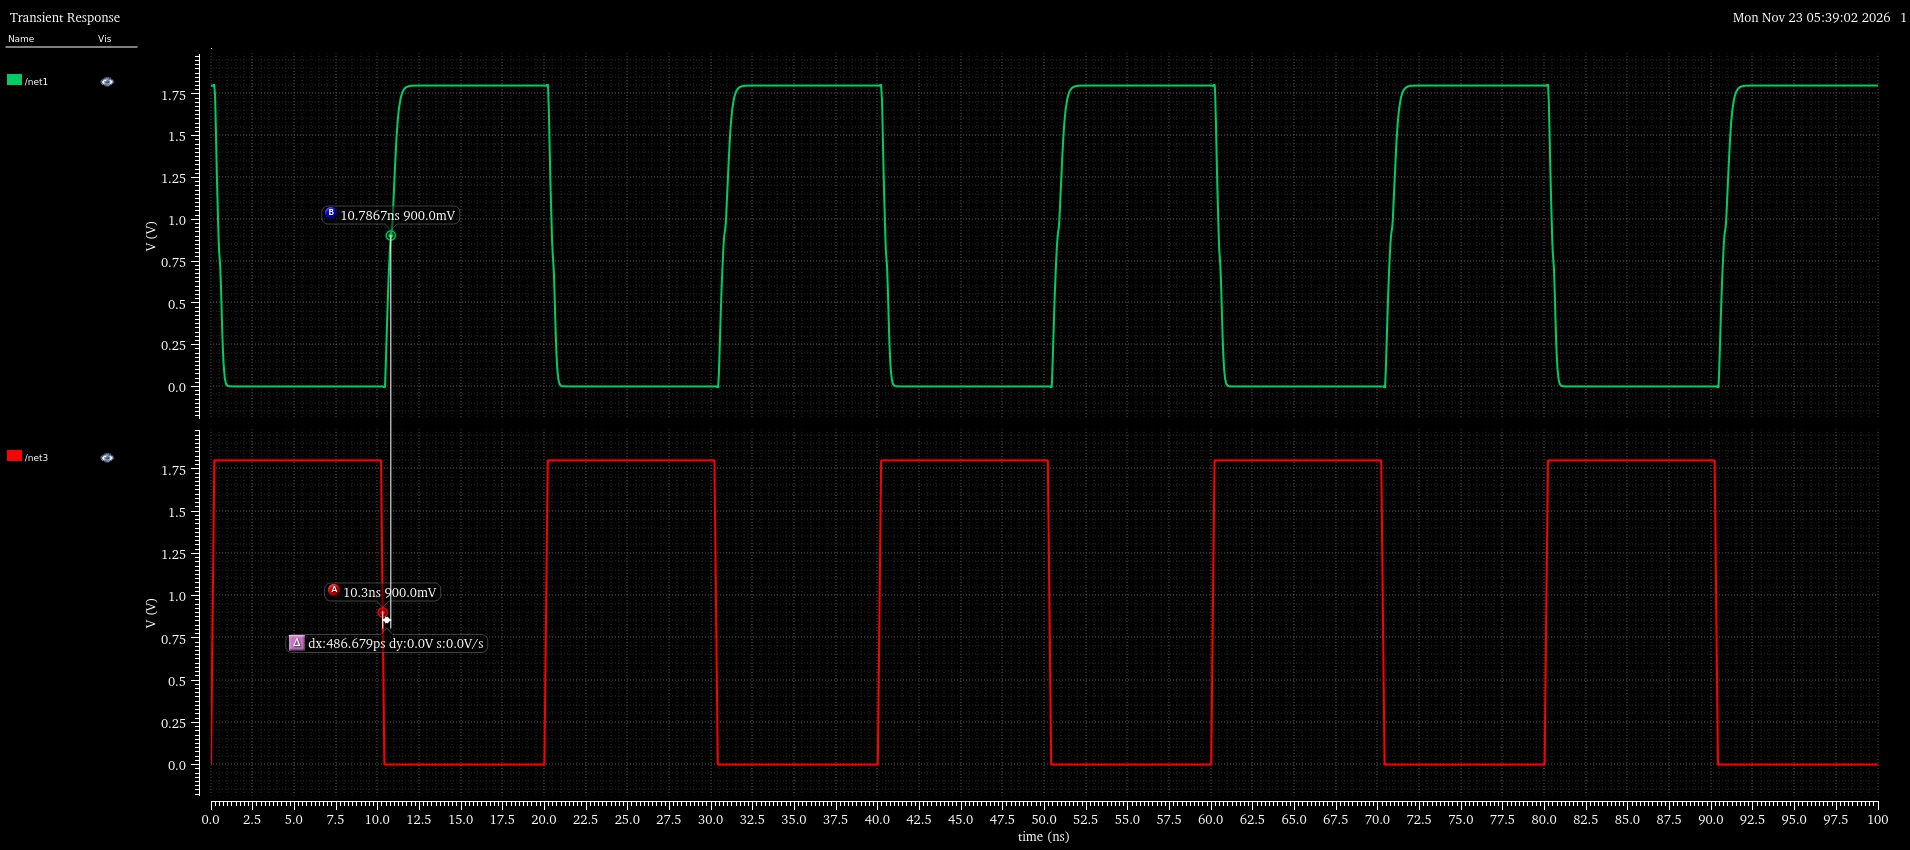 Transient Response
Mon Nov 23 05:39:02 2026 1
Name Vis
/net1
1.75
1.5
1.25
1.0
0.75
0.5
0.25
0.0
V (V)
B 10.7867ns 900.0mV
/net3
1.75
1.5
1.25
1.0
0.75
0.5
0.25
0.0
V (V)
A 10.3ns 900.0mV
Δ dx:486.679ps dy:0.0V s:0.0V/s
0.0 2.5 5.0 7.5 10.0 12.5 15.0 17.5 20.0 22.5 25.0 27.5 30.0 32.5 35.0 37.5 40.0 42.5 45.0 47.5 50.0 52.5 55.0 57.5 60.0 62.5 65.0 67.5 70.0 72.5 75.0 77.5 80.0 82.5 85.0 87.5 90.0 92.5 95.0 97.5 100
time (ns)